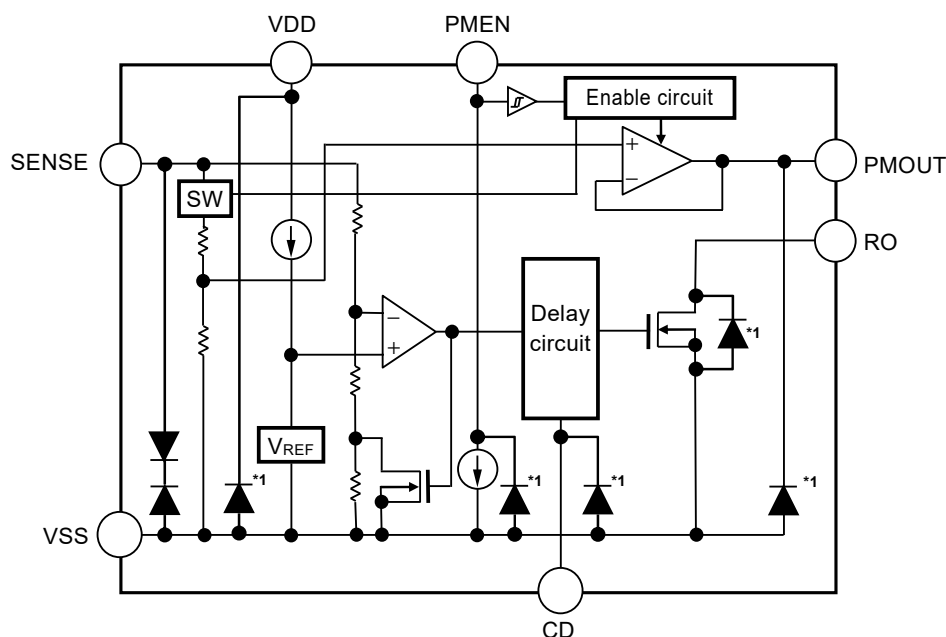 VDD
PMEN
Enable circuit
SENSE
+
−
PMOUT
SW
RO
Delay
circuit
−
+
*1
VREF
*1
*1
*1
*1
VSS
CD